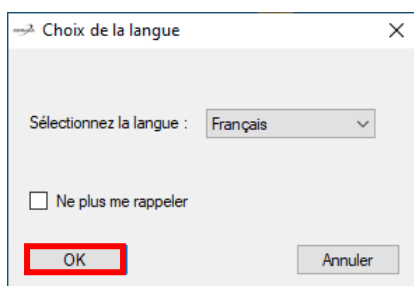 Choix de la langue
Sélectionnez la langue :
Français
Ne plus me rappeler
OK
Annuler